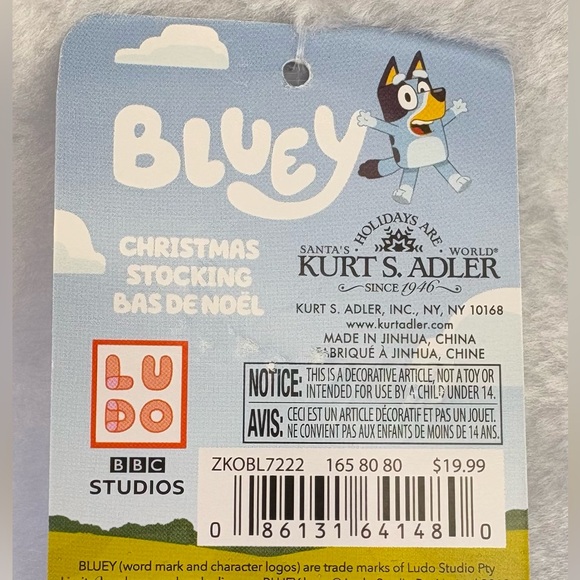 BLUEY
CHRISTMAS
STOCKING
BAS DE NOËL
HOLIDAYS ARE
SANTA'S WORLD®
KURT S. ADLER
SINCE 1946
KURT S. ADLER, INC., NY, NY 10168
www.kurtadler.com
MADE IN JINHUA, CHINA
FABRIQUÉ À JINHUA, CHINE
LU
DO
NOTICE: THIS IS A DECORATIVE ARTICLE, NOT A TOY OR
INTENDED FOR USE BY A CHILD UNDER 14.
AVIS: CECI EST UN ARTICLE DÉCORATIF ET PAS UN JOUET.
NE CONVIENT PAS AUX ENFANTS DE MOINS DE 14 ANS.
BBC
STUDIOS
ZKOBL7222 165 80 80 $19.99
0 86131 64148 0
BLUEY (word mark and character logos) are trade marks of Ludo Studio Pty